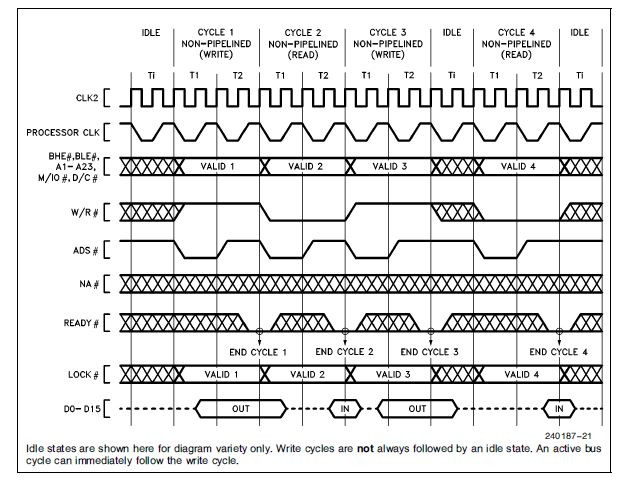 IDLE CYCLE 1 CYCLE 2 CYCLE 3 IDLE CYCLE 4 IDLE
NON-PIPELINED NON-PIPELINED NON-PIPELINED NON-PIPELINED
(WRITE) (READ) (WRITE) (READ)
Ti T1 T2 T1 T2 T1 T2 Ti T1 T2 Ti
CLK2
PROCESSOR CLK
BHE#,BLE#,
A1-A23,
M/IO#,D/C#
VALID 1 VALID 2 VALID 3 VALID 4
W/R#
ADS#
NA#
READY#
END CYCLE 1 END CYCLE 2 END CYCLE 3 END CYCLE 4
LOCK# VALID 1 VALID 2 VALID 3 VALID 4
D0-D15 OUT IN OUT IN
240187-21
Idle states are shown here for diagram variety only. Write cycles are not always followed by an idle state. An active bus
cycle can immediately follow the write cycle.